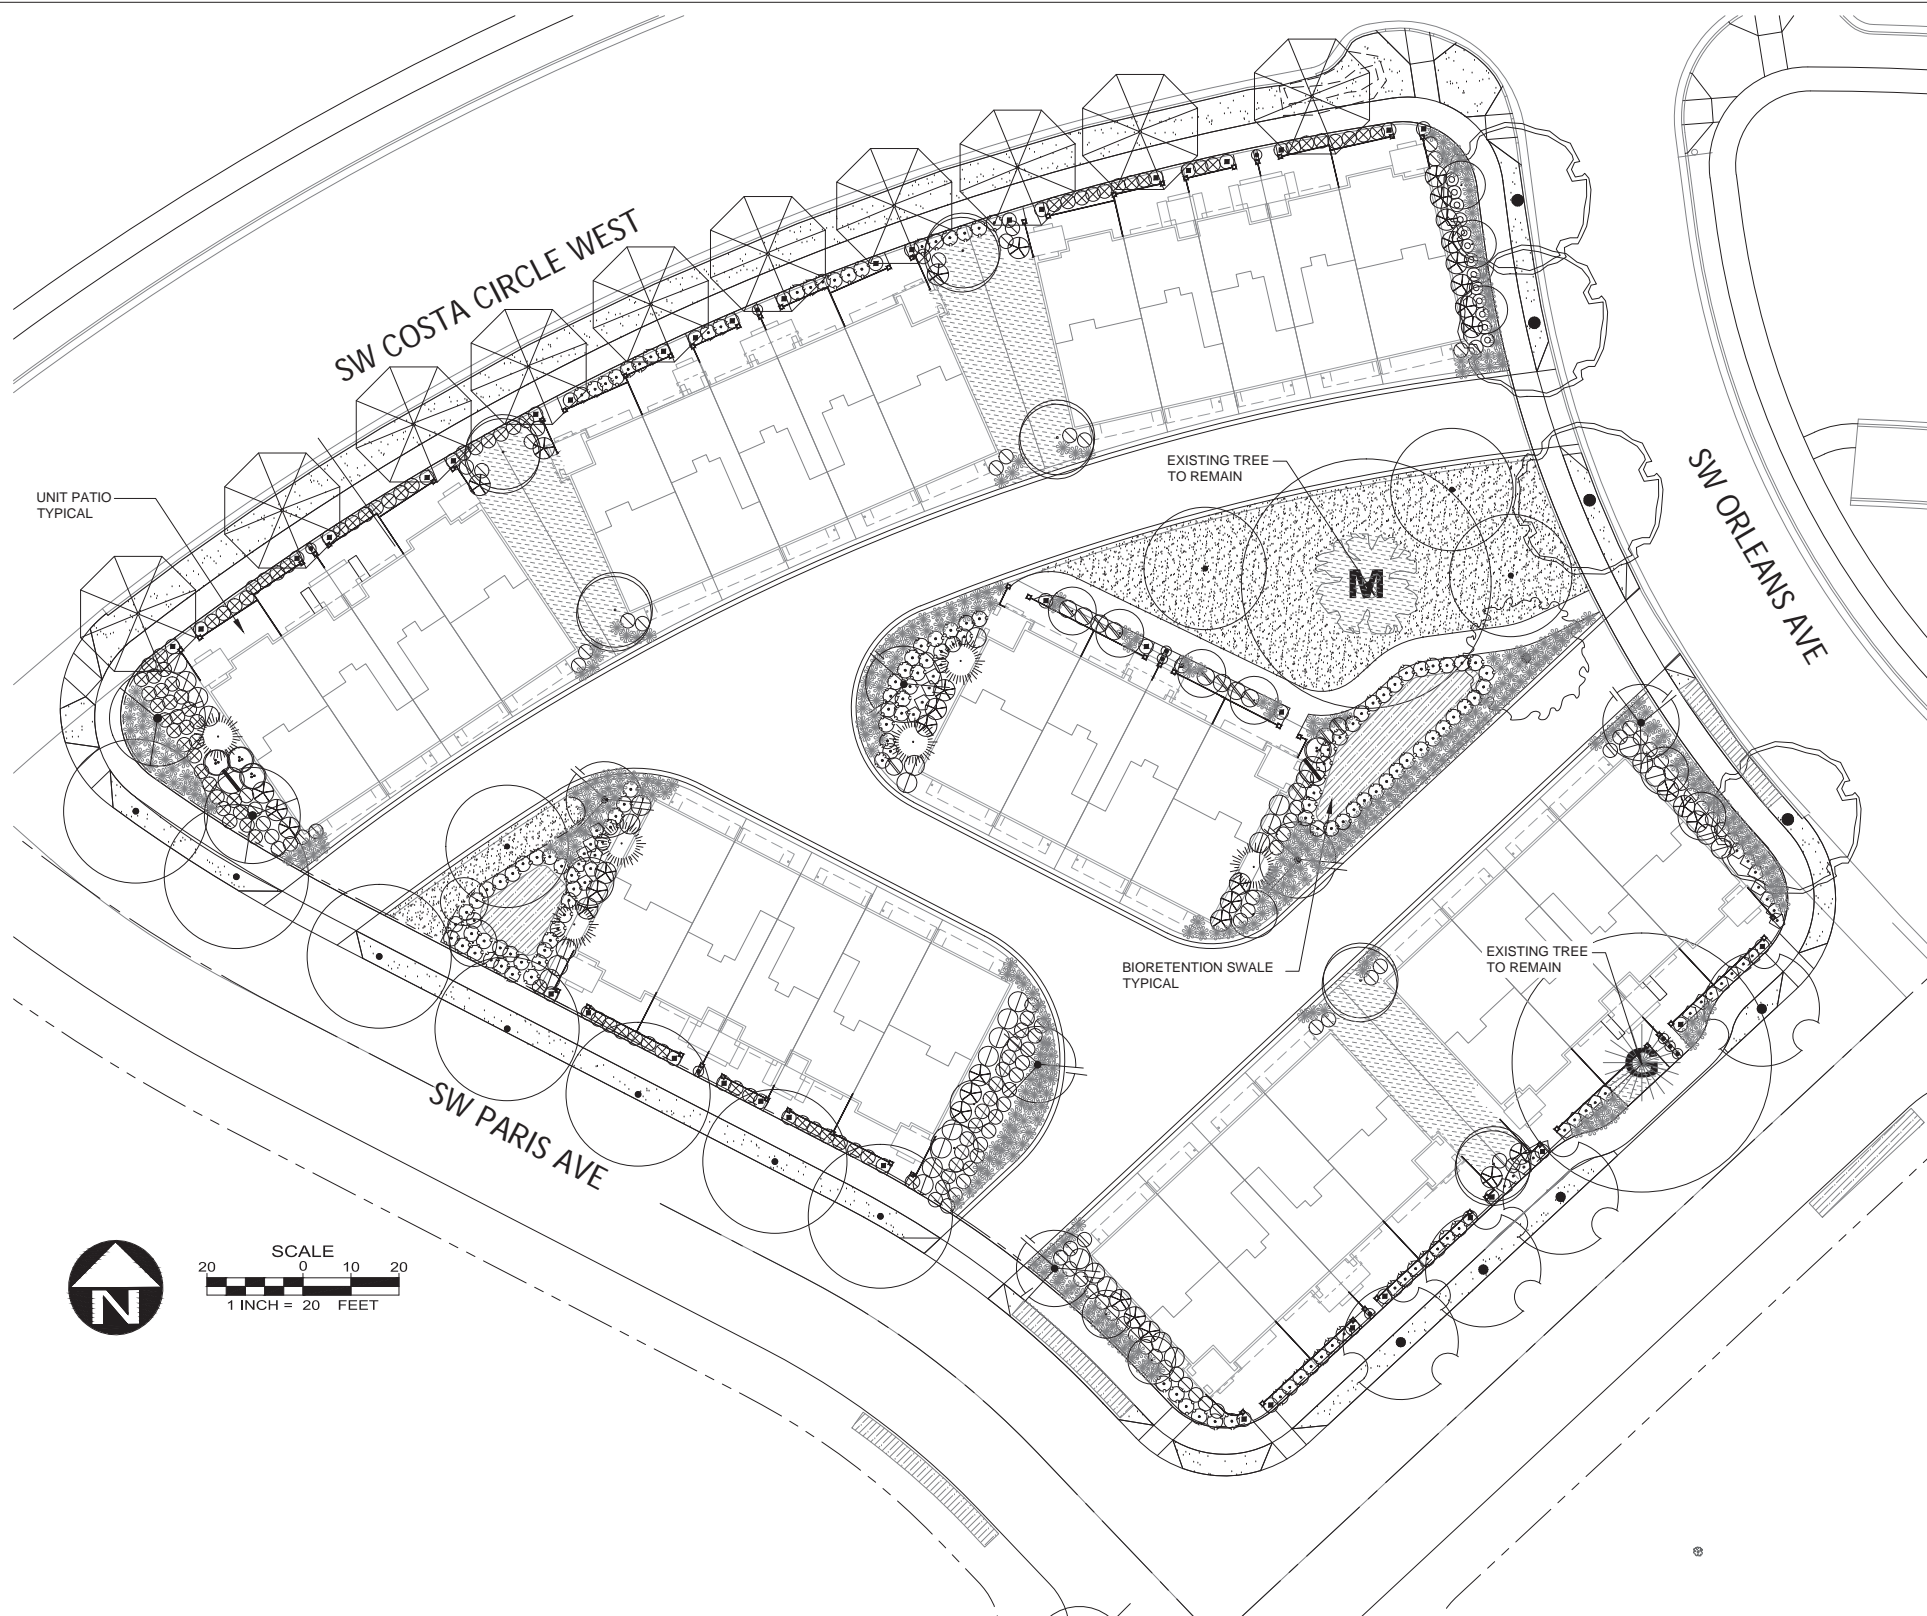 SW COSTA CIRCLE WEST
UNIT PATIO
TYPICAL
EXISTING TREE
TO REMAIN
M
SW ORLEANS AVE
EXISTING TREE
TO REMAIN
C
BIORETENTION SWALE
TYPICAL
SW PARIS AVE
N
SCALE
20 0 10 20
1 INCH = 20 FEET